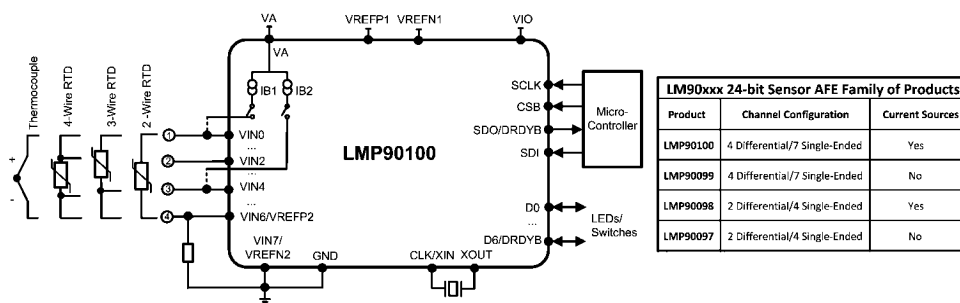 VA
VREFP1 VREFN1
VIO
VA
IB1
IB2
Thermocouple
4-Wire RTD
3-Wire RTD
2 -Wire RTD
+
-
1
2
3
4
VIN0
...
VIN2
...
VIN4
...
VIN6/VREFP2
VIN7/
VREFN2
GND
CLK/XIN XOUT
LMP90100
SCLK
CSB
SDO/DRDYB
SDI
D0
...
D6/DRDYB
Micro-
Controller
LEDs/
Switches
LM90xxx 24-bit Sensor AFE Family of Products
Product Channel Configuration Current Sources
LMP90100 4 Differential/7 Single-Ended Yes
LMP90099 4 Differential/7 Single-Ended No
LMP90098 2 Differential/4 Single-Ended Yes
LMP90097 2 Differential/4 Single-Ended No